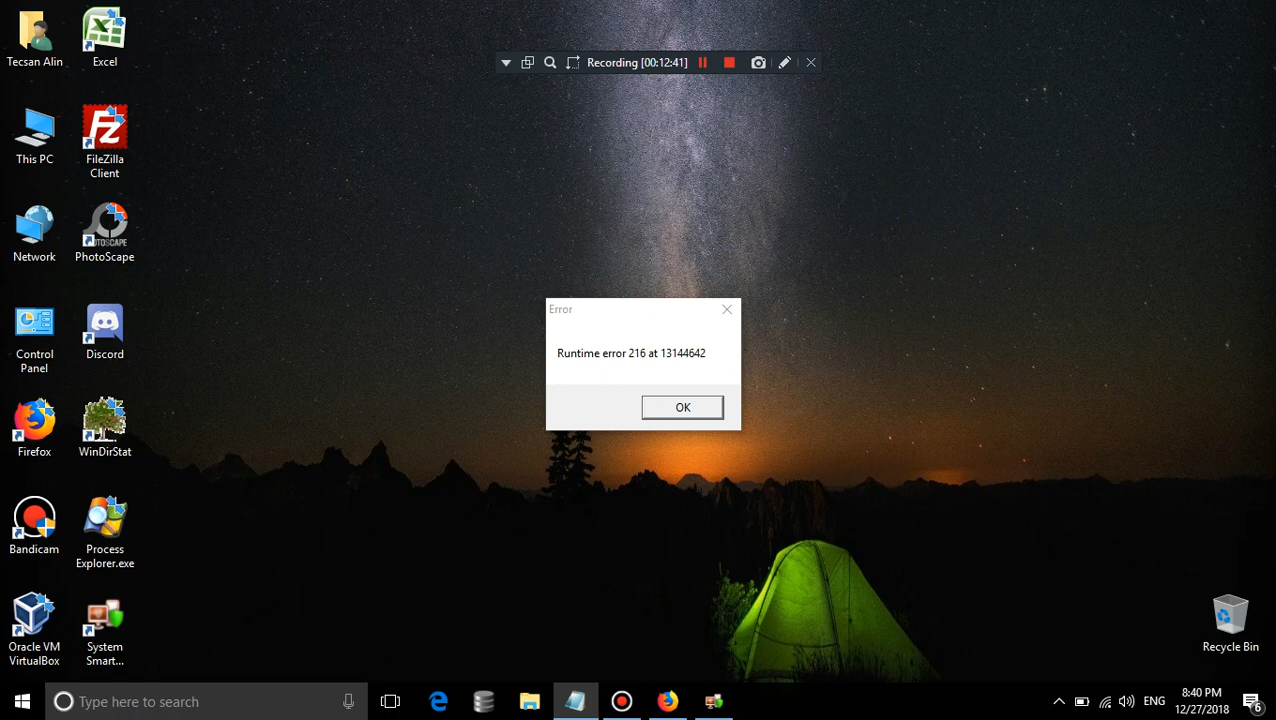 Tecsan Alin
Excel
This PC
FileZilla
Client
Network
PhotoScape
Control
Panel
Discord
Firefox
WinDirStat
Bandicam
Process
Explorer.exe
Oracle VM
VirtualBox
System
Smart...
Recording [00:12:41]
Error
Runtime error 216 at 13144642
OK
Recycle Bin
Type here to search
ENG
8:40 PM
12/27/2018
6